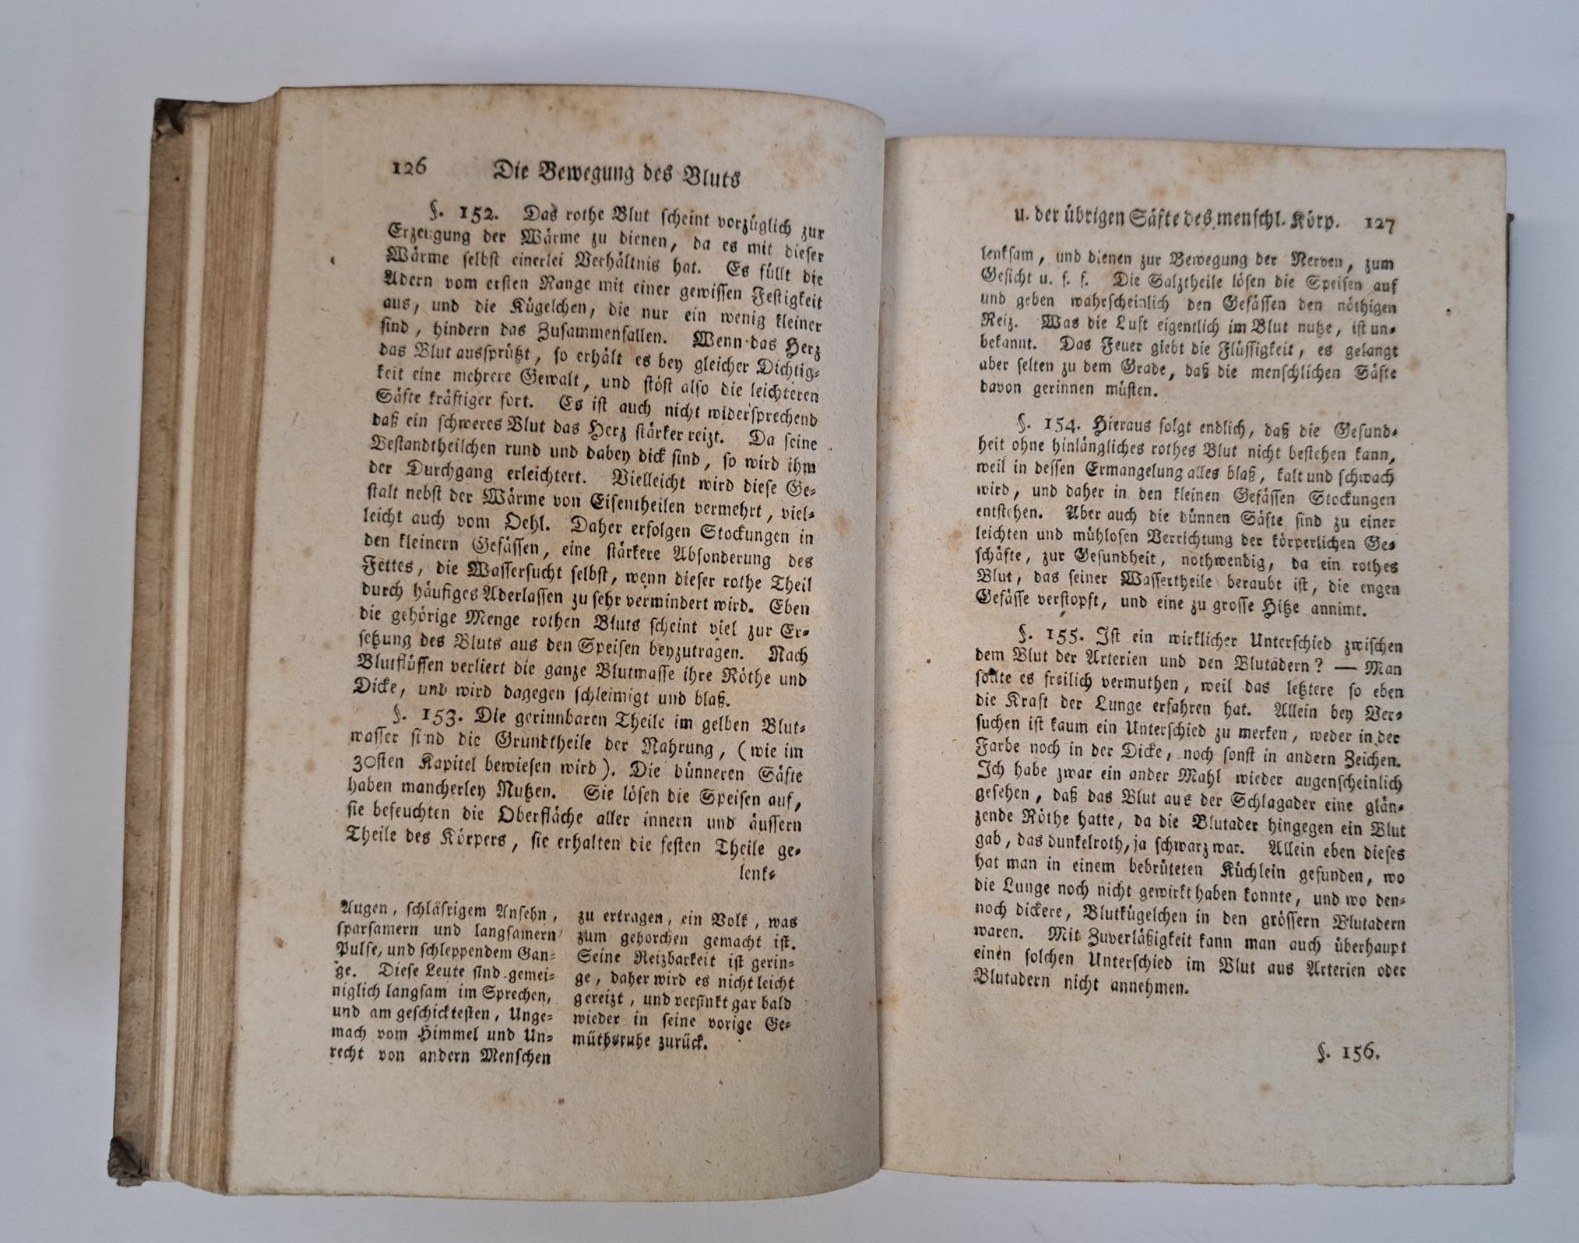 126 Die Bewegung des Bluts
§. 152. Das rothe Blut scheint vorzüglich zur
Erzeugung der Wärme zu dienen, da es mit dieser
Wärme selbst einerlei Verhältnis hat. Es füllt die
Adern vom ersten Range mit einer gewissen Festigkeit
aus, und die Kügelchen, die nur ein wenig kleiner
sind, hindern das Zusammenfallen. Wenn das Herz
das Blut aussprützt, so erhält es bey gleicher Dichtig-
keit eine mehrere Gewalt, und stöst also die leichteren
Säfte kräftiger fort. Es ist auch nicht widersprechend
daß ein schweres Blut das Herz stärker reizt. Da seine
Bestandtheilchen rund und dabey dick sind, so wird ihm
der Durchgang erleichtert. Vielleicht wird diese Ge-
stalt nebst der Wärme von Eisentheilen vermehrt, viel-
leicht auch vom Oehl. Daher erfolgen Stockungen in
den kleinern Gefässen, eine stärkere Absonderung des
Fettes, die Wassersucht selbst, wenn dieser rothe Theil
durch häufiges Aderlassen zu sehr vermindert wird. Eben
die gehörige Menge rothen Bluts scheint viel zur Er-
setzung des Bluts aus den Speisen beyzutragen. Nach
Blutflüssen verliert die ganze Blutmasse ihre Röthe und
Dicke, und wird dagegen schleimigt und blaß.
§. 153. Die gerinnbaren Theile im gelben Blut-
wasser sind die Grundtheile der Nahrung, (wie im
30sten Kapitel bewiesen wird). Die dünneren Säfte
haben mancherley Nutzen. Sie lösen die Speisen auf,
sie befeuchten die Oberfläche aller innern und äussern
Theile des Körpers, sie erhalten die festen Theile ge-
lenk-
Augen, schläfrigem Ansehn,
sparsamern und langsamern
Pulse, und schleppendem Gan-
ge. Diese Leute sind gemei-
niglich langsam im Sprechen,
und am geschicktesten, Unge-
mach vom Himmel und Un-
recht von andern Menschen
zu ertragen, ein Volk, was
zum gehorchen gemacht ist.
Seine Reizbarkeit ist gerin-
ge, daher wird es nicht leicht
gereizt, und versinkt gar bald
wieder in seine vorige Ge-
müthsruhe zurück.
u. der übrigen Säfte des menschl. Körp. 127
lenksam, und dienen zur Bewegung der Nerven, zum
Gesicht u. s. f. Die Salztheile lösen die Speisen auf
und geben wahrscheinlich den Gefässen den nöthigen
Reiz. Was die Luft eigentlich im Blut nutze, ist un-
bekannt. Das Feuer giebt die Flüssigkeit, es gelangt
aber selten zu dem Grade, daß die menschlichen Säfte
davon gerinnen müsten.
§. 154. Hieraus folgt endlich, daß die Gesund-
heit ohne hinlängliches rothes Blut nicht bestehen kann,
weil in dessen Ermangelung alles blaß, kalt und schwach
wird, und daher in den kleinen Gefässen Stockungen
entstehen. Aber auch die dünnen Säfte sind zu einer
leichten und mühlosen Verrichtung der körperlichen Ge-
schäfte, zur Gesundheit, nothwendig, da ein rothes
Blut, das seiner Wassertheile beraubt ist, die engen
Gefässe verstopft, und eine zu grosse Hitze annimt.
§. 155. Ist ein wirklicher Unterschied zwischen
dem Blut der Arterien und den Blutadern? — Man
sollte es freilich vermuthen, weil das letztere so eben
die Kraft der Lunge erfahren hat. Allein bey Ver-
suchen ist kaum ein Unterschied zu merken, weder in der
Farbe noch in der Dicke, noch sonst in andern Zeichen.
Ich habe zwar ein ander Mahl wieder augenscheinlich
gesehen, daß das Blut aus der Schlagader eine glän-
zende Röthe hatte, da die Blutader hingegen ein Blut
gab, das dunkelroth, ja schwarz war. Allein eben dieses
hat man in einem bebrüteten Küchlein gefunden, wo
die Lunge noch nicht gewirkt haben konnte, und wo den-
noch dickere, Blutkügelchen in den grössern Blutadern
waren. Mit Zuverläßigkeit kann man auch überhaupt
einen solchen Unterschied im Blut aus Arterien oder
Blutadern nicht annehmen.
§. 156.